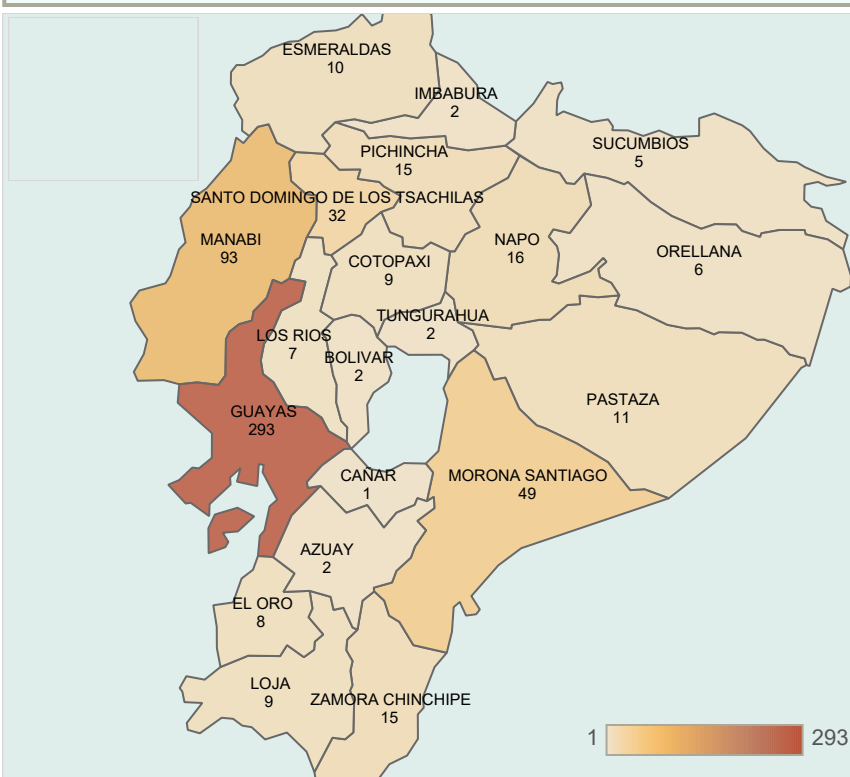 ESMERALDAS
10
IMBABURA
2
SUCUMBIOS
5
PICHINCHA
15
SANTO DOMINGO DE LOS TSACHILAS
32
MANABI
93
NAPO
16
ORELLANA
6
COTOPAXI
9
TUNGURAHUA
2
LOS RIOS
7
BOLIVAR
2
PASTAZA
11
GUAYAS
293
CAÑAR
1
MORONA SANTIAGO
49
AZUAY
2
EL ORO
8
LOJA
9
ZAMORA CHINCHIPE
15
1
293